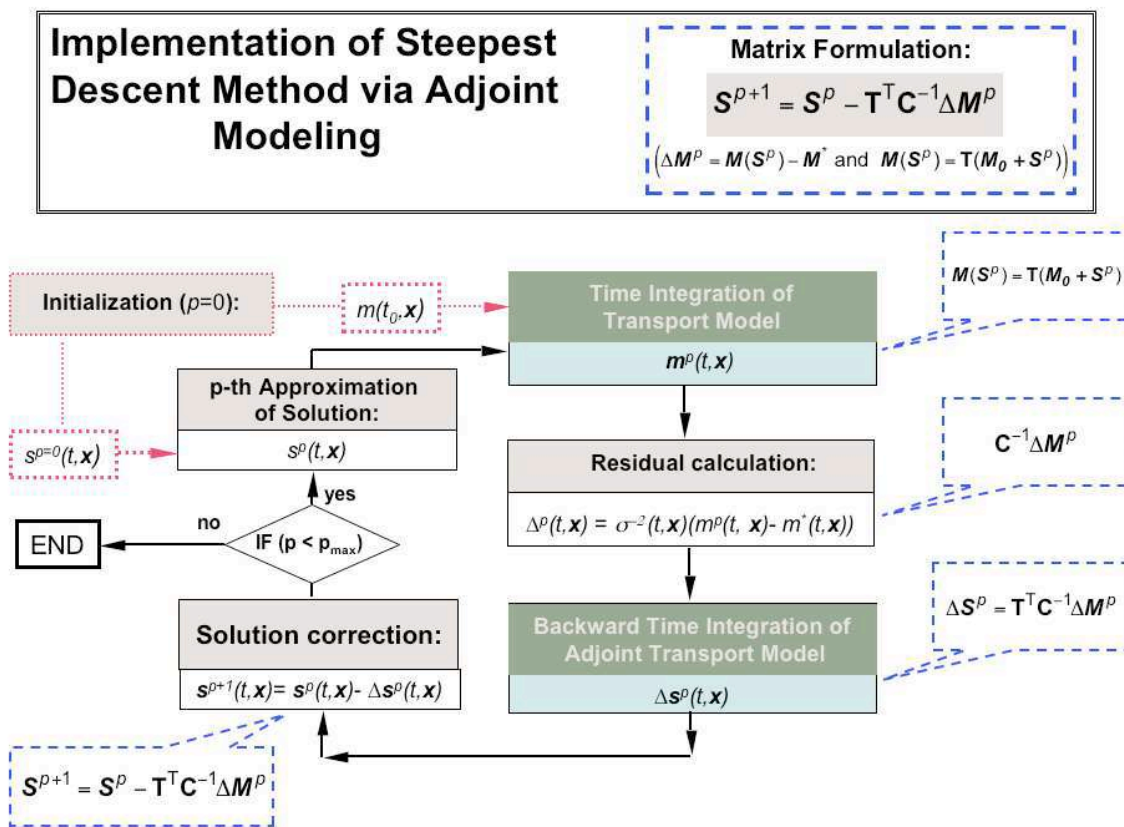 Implementation of Steepest
Descent Method via Adjoint
Modeling
Matrix Formulation:
S^{p+1} = S^p − T^T C^{−1} ΔM^p
(ΔM^p = M(S^p) − M^* and M(S^p) = T(M_0 + S^p))
Initialization (p=0):
m(t_0,x)
Time Integration of
Transport Model
m^p(t,x)
M(S^p) = T(M_0 + S^p)
p-th Approximation
of Solution:
s^p(t,x)
s^{p=0}(t,x)
Residual calculation:
Δ^p(t,x) = σ^{-2}(t,x)(m^p(t, x)- m^*(t,x))
C^{−1} ΔM^p
yes
no
END
IF (p < p_{max})
Backward Time Integration of
Adjoint Transport Model
Δs^p(t,x)
ΔS^p = T^T C^{−1} ΔM^p
Solution correction:
s^{p+1}(t,x)= s^p(t,x)- Δs^p(t,x)
S^{p+1} = S^p − T^T C^{−1} ΔM^p